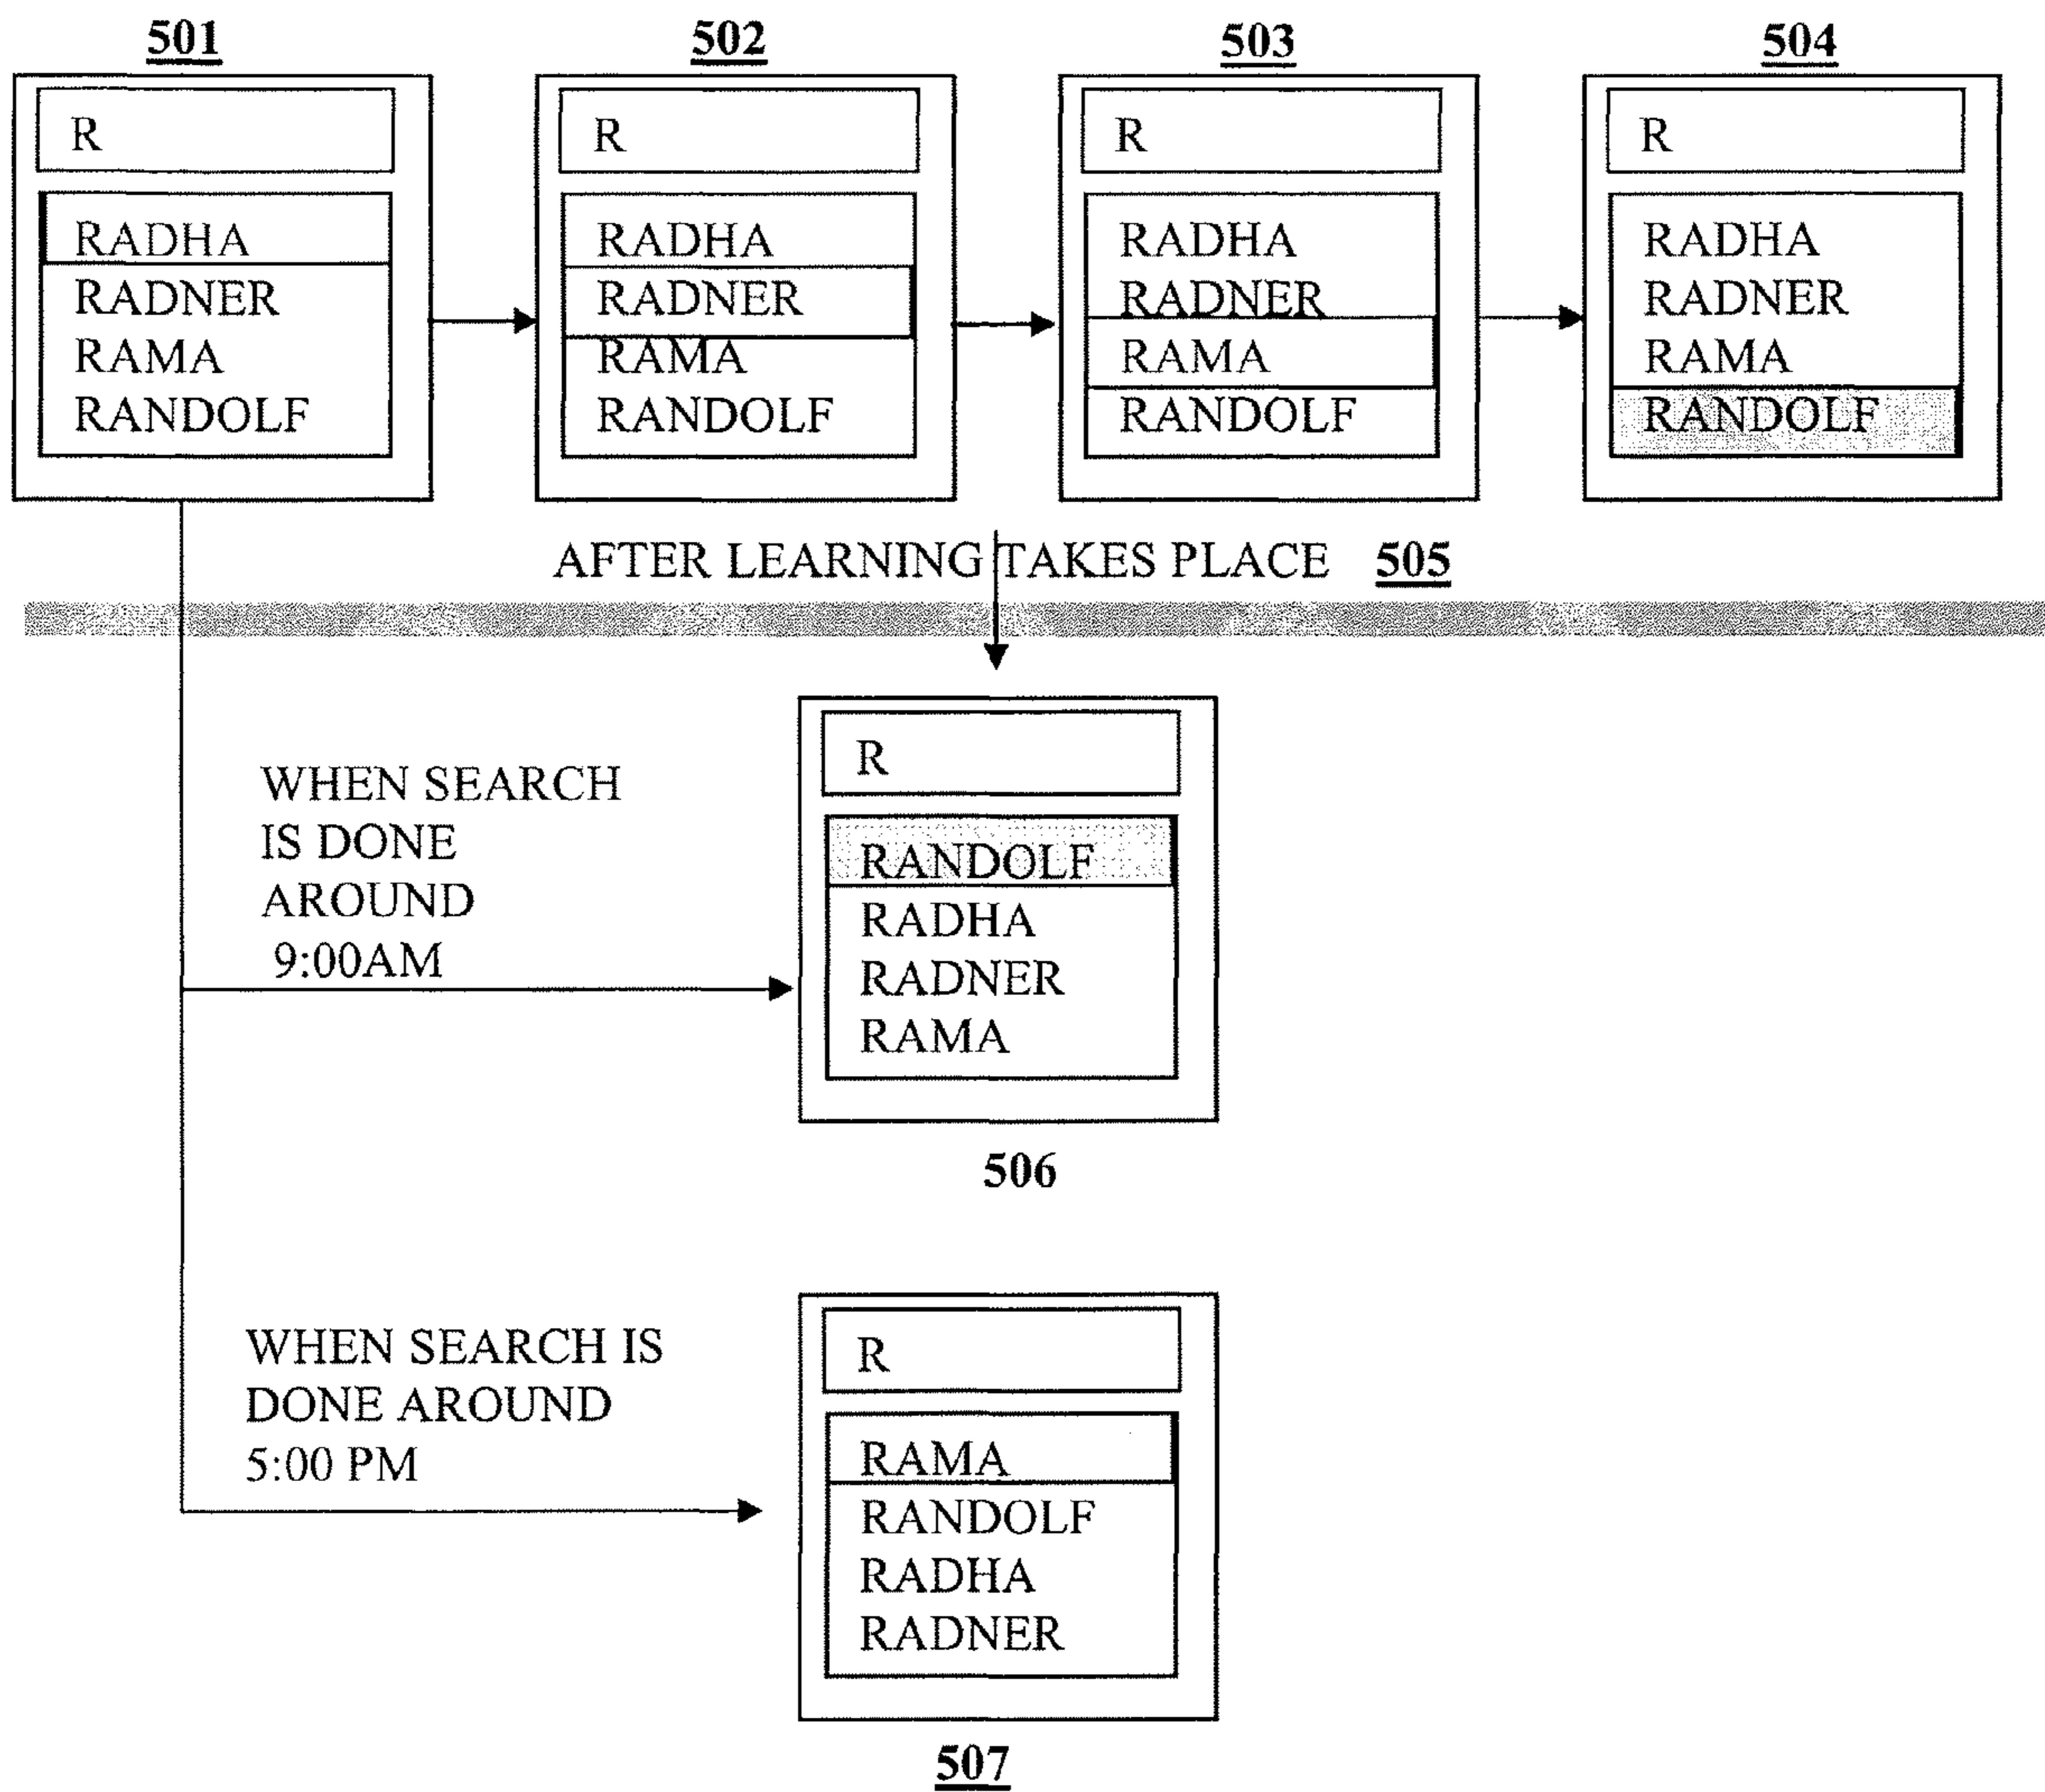 501
R
RADHA
RADNER
RAMA
RANDOLF
502
R
RADHA
RADNER
RAMA
RANDOLF
503
R
RADHA
RADNER
RAMA
RANDOLF
504
R
RADHA
RADNER
RAMA
RANDOLF
AFTER LEARNING TAKES PLACE 505
WHEN SEARCH
IS DONE
AROUND
9:00AM
R
RANDOLF
RADHA
RADNER
RAMA
506
WHEN SEARCH IS
DONE AROUND
5:00 PM
R
RAMA
RANDOLF
RADHA
RADNER
507